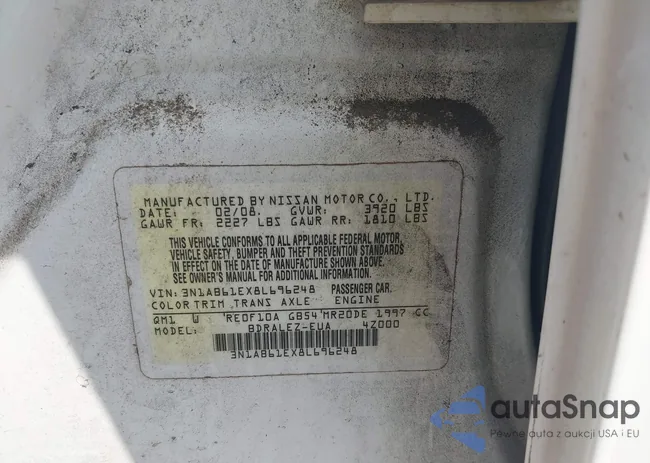 MANUFACTURED BY NISSAN MOTOR CO., LTD.
DATE: 02/08. GVWR: 3920 LBS
GAWR FR: 2227 LBS GAWR RR: 1810 LBS
THIS VEHICLE CONFORMS TO ALL APPLICABLE FEDERAL MOTOR
VEHICLE SAFETY, BUMPER AND THEFT PREVENTION STANDARDS
IN EFFECT ON THE DATE OF MANUFACTURE SHOWN ABOVE.
SEE OWNER'S MANUAL FOR ADDITIONAL INFORMATION.
VIN: 3N1AB61EX8L696248 PASSENGER CAR.
COLOR TRIM TRANS AXLE ENGINE
QM1 W RE0F10A GB54 MR20DE 1997 CC
MODEL: BDRALEZ-EUA 4Z000
3N1AB61EX8L696248
autaSnap
Pewne auta z aukcji USA i EU